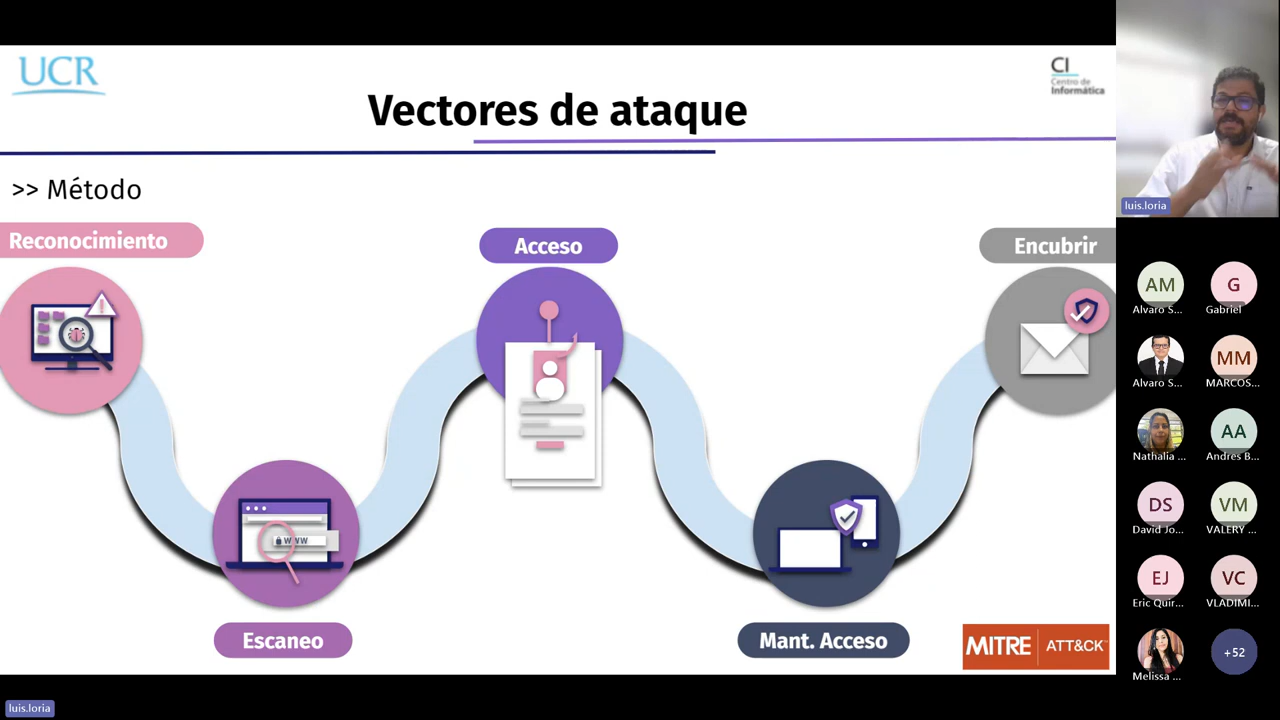 UCR
CI
Centro de
Informática
Vectores de ataque
>> Método
Reconocimiento
Acceso
Encubrir
WWW
Escaneo
Mant. Acceso
MITRE | ATT&CK
luis.loria
AM
Alvaro S...
G
Gabriel
Alvaro S...
MM
MARCOS...
Nathalia ...
AA
Andres B...
DS
David Jo...
VM
VALERY ...
EJ
Eric Quir...
VC
VLADIMI...
Melissa ...
+52
luis.loria